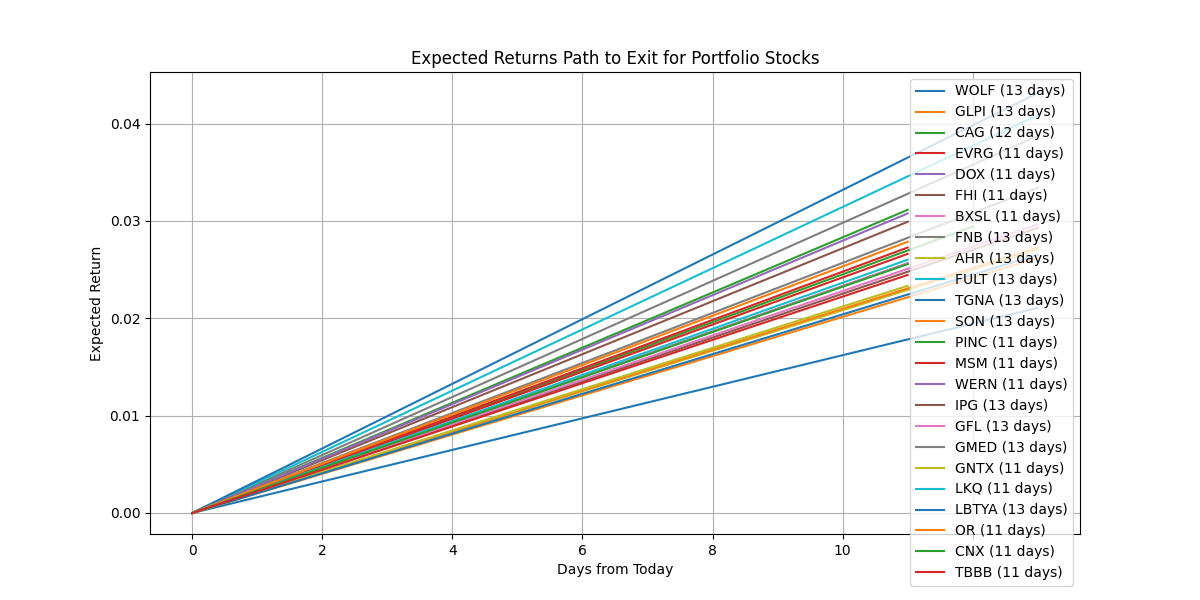 Expected Returns Path to Exit for Portfolio Stocks
Expected Return
0.04
0.03
0.02
0.01
0.00
0
2
4
6
8
10
Days from Today
WOLF (13 days)
GLPI (13 days)
CAG (12 days)
EVRG (11 days)
DOX (11 days)
FHI (11 days)
BXSL (11 days)
FNB (13 days)
AHR (13 days)
FULT (13 days)
TGNA (13 days)
SON (13 days)
PINC (11 days)
MSM (11 days)
WERN (11 days)
IPG (13 days)
GFL (13 days)
GMED (13 days)
GNTX (11 days)
LKQ (11 days)
LBTYA (13 days)
OR (11 days)
CNX (11 days)
TBBB (11 days)